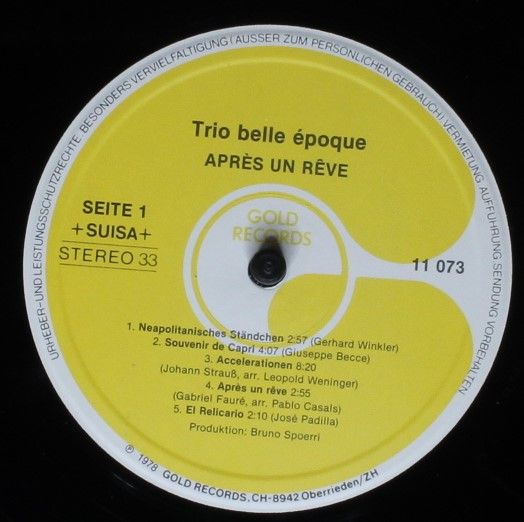 URHEBER-UND LEISTUNGSSCHUTZRECHTE. BESONDERS VERVIELFÄLTIGUNG (AUSSER ZUM PERSÖNLICHEN GEBRAUCH) VERMIETUNG AUFFÜHRUNG SENDUNG VORBEHALTEN
Trio belle époque
APRÈS UN RÊVE
SEITE 1
+SUISA+
STEREO 33
GOLD
RECORDS
11 073
1. Neapolitanisches Ständchen 2:57 (Gerhard Winkler)
2. Souvenir de Capri 4:07 (Giuseppe Becce)
3. Accelerationen 8:20
(Johann Strauß, arr. Leopold Weninger)
4. Après un rêve 2:55
(Gabriel Fauré, arr. Pablo Casals)
5. El Relicario 2:10 (José Padilla)
Produktion: Bruno Spoerri
℗ 1978 GOLD RECORDS, CH-8942 Oberrieden/ZH